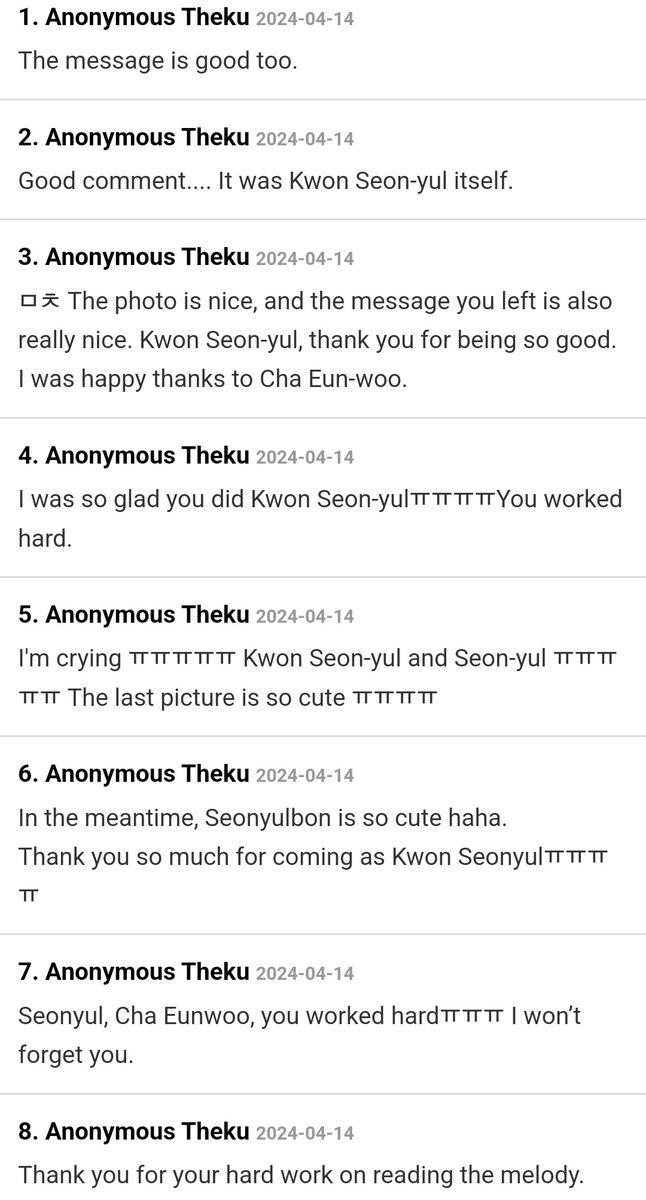 1. Anonymous Theku 2024-04-14
The message is good too.
2. Anonymous Theku 2024-04-14
Good comment.... It was Kwon Seon-yul itself.
3. Anonymous Theku 2024-04-14
ㅁㅊ The photo is nice, and the message you left is also
really nice. Kwon Seon-yul, thank you for being so good.
I was happy thanks to Cha Eun-woo.
4. Anonymous Theku 2024-04-14
I was so glad you did Kwon Seon-yulㅠㅠㅠㅠYou worked
hard.
5. Anonymous Theku 2024-04-14
I'm crying ㅠㅠㅠㅠㅠ Kwon Seon-yul and Seon-yul ㅠㅠㅠ
ㅠㅠ The last picture is so cute ㅠㅠㅠㅠ
6. Anonymous Theku 2024-04-14
In the meantime, Seonyulbon is so cute haha.
Thank you so much for coming as Kwon Seonyulㅠㅠㅠ
ㅠ
7. Anonymous Theku 2024-04-14
Seonyul, Cha Eunwoo, you worked hardㅠㅠㅠ I won’t
forget you.
8. Anonymous Theku 2024-04-14
Thank you for your hard work on reading the melody.